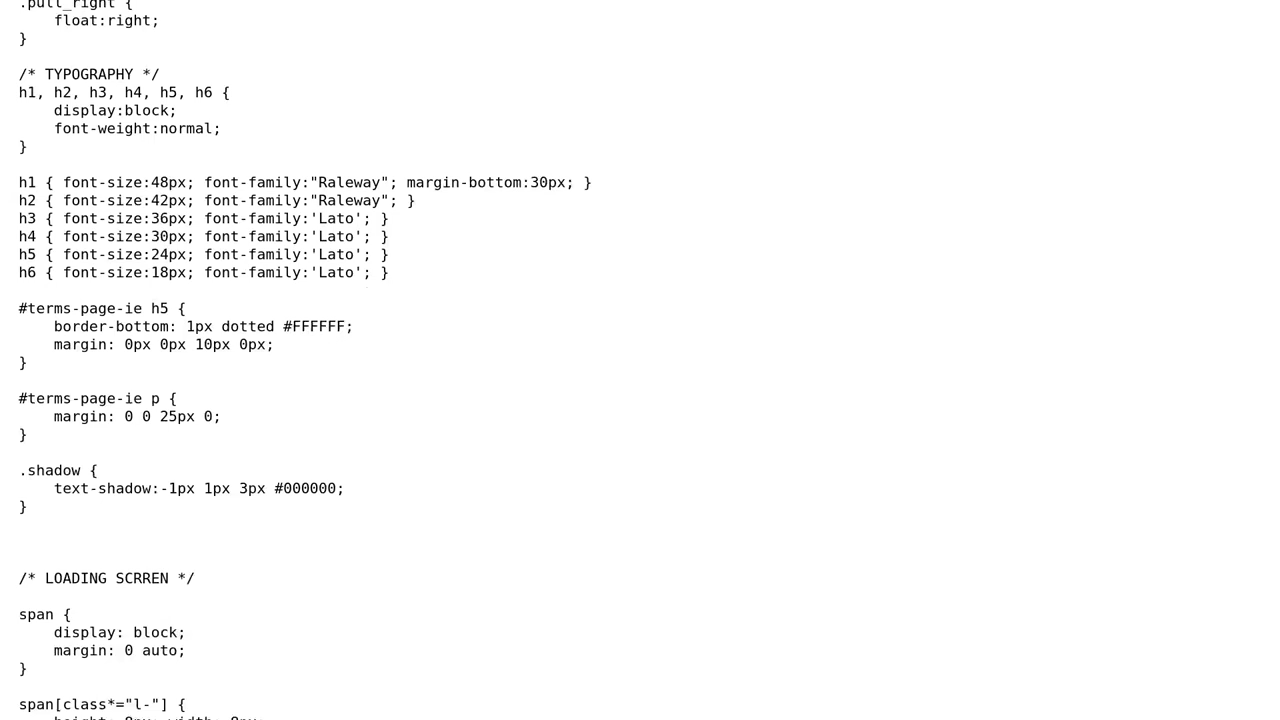 .pull_right {
    float:right;
}

/* TYPOGRAPHY */
h1, h2, h3, h4, h5, h6 {
    display:block;
    font-weight:normal;
}

h1 { font-size:48px; font-family:"Raleway"; margin-bottom:30px; }
h2 { font-size:42px; font-family:"Raleway"; }
h3 { font-size:36px; font-family:'Lato'; }
h4 { font-size:30px; font-family:'Lato'; }
h5 { font-size:24px; font-family:'Lato'; }
h6 { font-size:18px; font-family:'Lato'; }

#terms-page-ie h5 {
    border-bottom: 1px dotted #FFFFFF;
    margin: 0px 0px 10px 0px;
}

#terms-page-ie p {
    margin: 0 0 25px 0;
}

.shadow {
    text-shadow:-1px 1px 3px #000000;
}

/* LOADING SCRREN */

span {
    display: block;
    margin: 0 auto;
}

span[class*="l-"] {
    height: 8px; width: 8px;